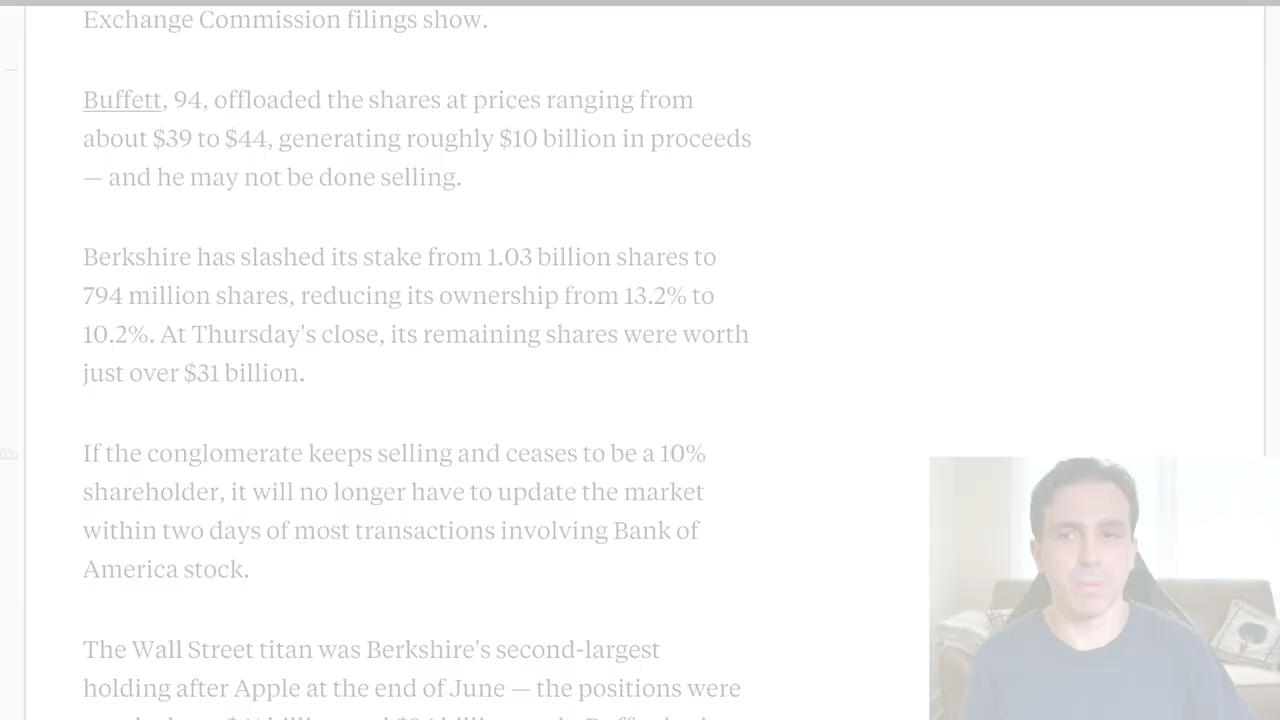 Exchange Commission filings show.
Buffett, 94, offloaded the shares at prices ranging from
about $39 to $44, generating roughly $10 billion in proceeds
— and he may not be done selling.
Berkshire has slashed its stake from 1.03 billion shares to
794 million shares, reducing its ownership from 13.2% to
10.2%. At Thursday's close, its remaining shares were worth
just over $31 billion.
If the conglomerate keeps selling and ceases to be a 10%
shareholder, it will no longer have to update the market
within two days of most transactions involving Bank of
America stock.
The Wall Street titan was Berkshire's second-largest
holding after Apple at the end of June — the positions were